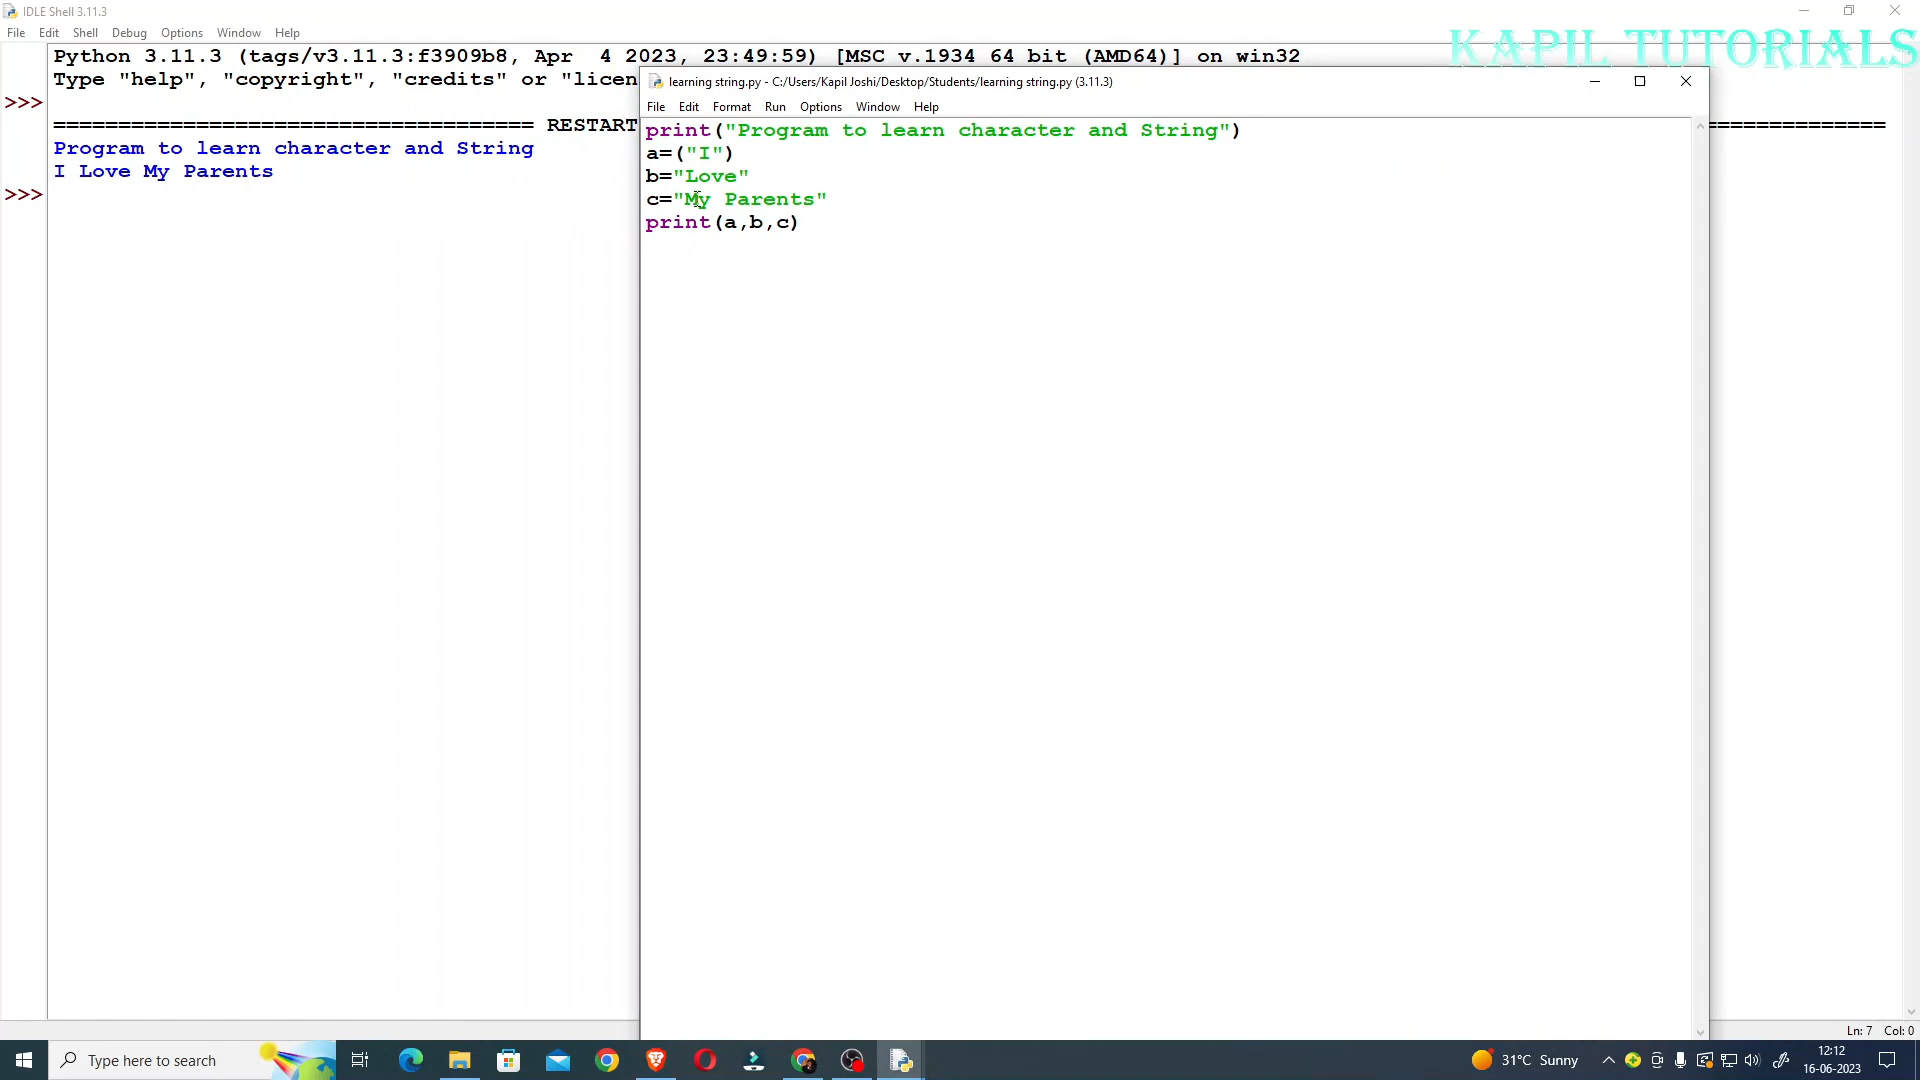 IDLE Shell 3.11.3
File Edit Shell Debug Options Window Help
KAPIL TUTORIALS
Python 3.11.3 (tags/v3.11.3:f3909b8, Apr  4 2023, 23:49:59) [MSC v.1934 64 bit (AMD64)] on win32
Type "help", "copyright", "credits" or "licen
>>>
==================================== RESTART =============
Program to learn character and String
I Love My Parents
>>>
learning string.py - C:/Users/Kapil Joshi/Desktop/Students/learning string.py (3.11.3)
File Edit Format Run Options Window Help
print("Program to learn character and String")
a=("I")
b="Love"
c="My Parents"
print(a,b,c)
Ln: 7 Col: 0
Type here to search
31°C Sunny
12:12
16-06-2023